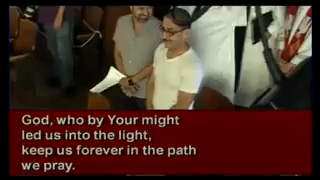 God, who by Your might
led us into the light,
keep us forever in the path
we pray.